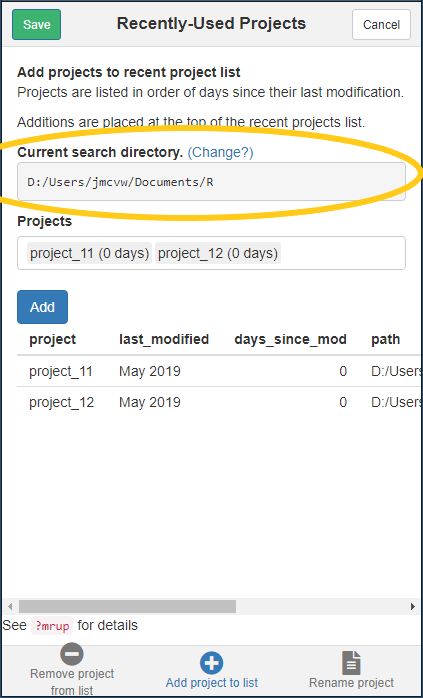 Save Recently-Used Projects Cancel
Add projects to recent project list
Projects are listed in order of days since their last modification.
Additions are placed at the top of the recent projects list.
Current search directory. (Change?)
D:/Users/jmcvw/Documents/R
Projects
project_11 (0 days) project_12 (0 days)
Add
project last_modified days_since_mod path
project_11 May 2019 0 D:/Users
project_12 May 2019 0 D:/Users
See ?mrup for details
Remove project from list
Add project to list
Rename project